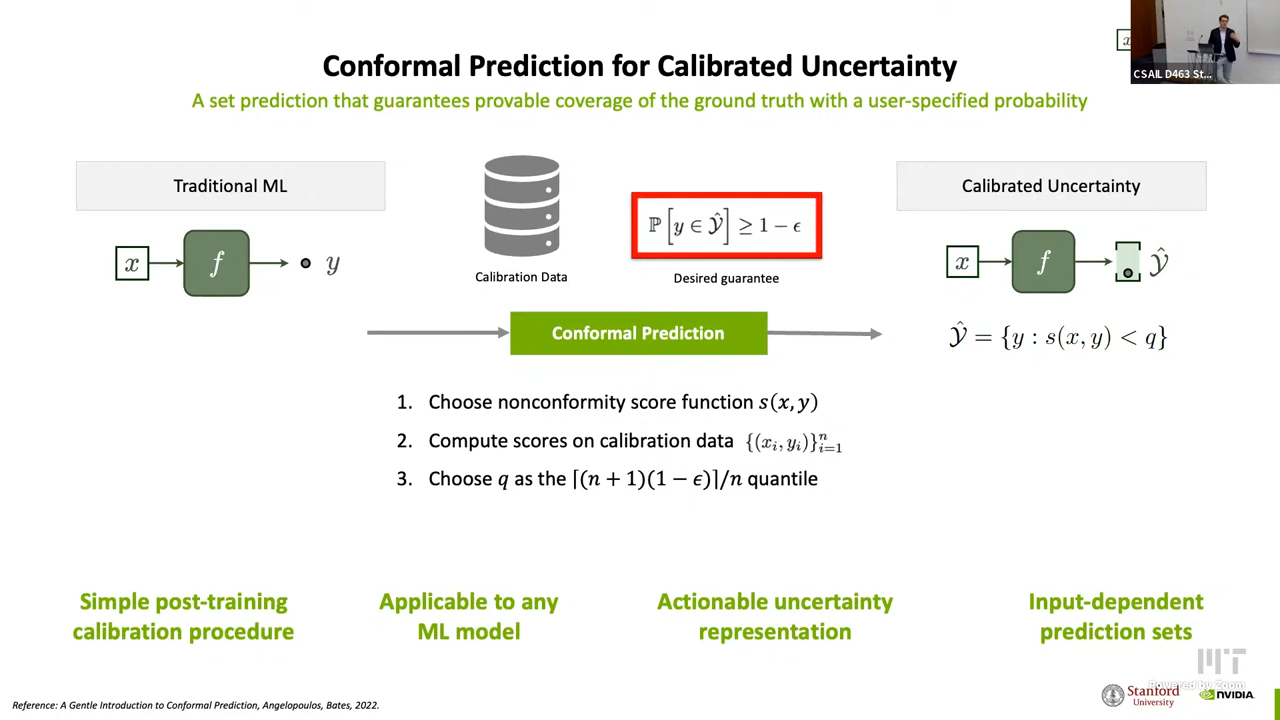 x
CSAIL D463 St...
Conformal Prediction for Calibrated Uncertainty
A set prediction that guarantees provable coverage of the ground truth with a user-specified probability
Traditional ML
x
f
y
Calibration Data
ℙ[y ∈ 𝒴̂] ≥ 1 − ϵ
Desired guarantee
Calibrated Uncertainty
x
f
𝒴̂
Conformal Prediction
𝒴̂ = {y : s(x, y) < q}
1. Choose nonconformity score function s(x, y)
2. Compute scores on calibration data {(xᵢ, yᵢ)}ⁿᵢ₌₁
3. Choose q as the ⌈(n + 1)(1 − ϵ)⌉/n quantile
Simple post-training
calibration procedure
Applicable to any
ML model
Actionable uncertainty
representation
Input-dependent
prediction sets
MIT
Powered by Zoom
Stanford
University
NVIDIA
Reference: A Gentle Introduction to Conformal Prediction, Angelopoulos, Bates, 2022.